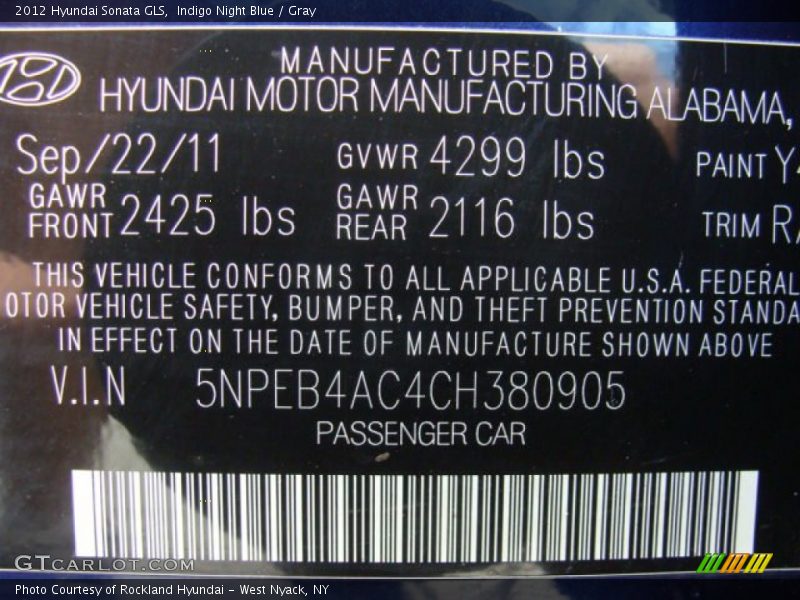 2012 Hyundai Sonata GLS, Indigo Night Blue / Gray
MANUFACTURED BY
HYUNDAI MOTOR MANUFACTURING ALABAMA,
Sep/22/11 GVWR 4299 lbs PAINT
GAWR FRONT 2425 lbs GAWR REAR 2116 lbs TRIM
THIS VEHICLE CONFORMS TO ALL APPLICABLE U.S.A. FEDERAL
OTOR VEHICLE SAFETY, BUMPER, AND THEFT PREVENTION STANDA
IN EFFECT ON THE DATE OF MANUFACTURE SHOWN ABOVE
V.I.N 5NPEB4AC4CH380905
PASSENGER CAR
GTCARLOT.COM
Photo Courtesy of Rockland Hyundai - West Nyack, NY